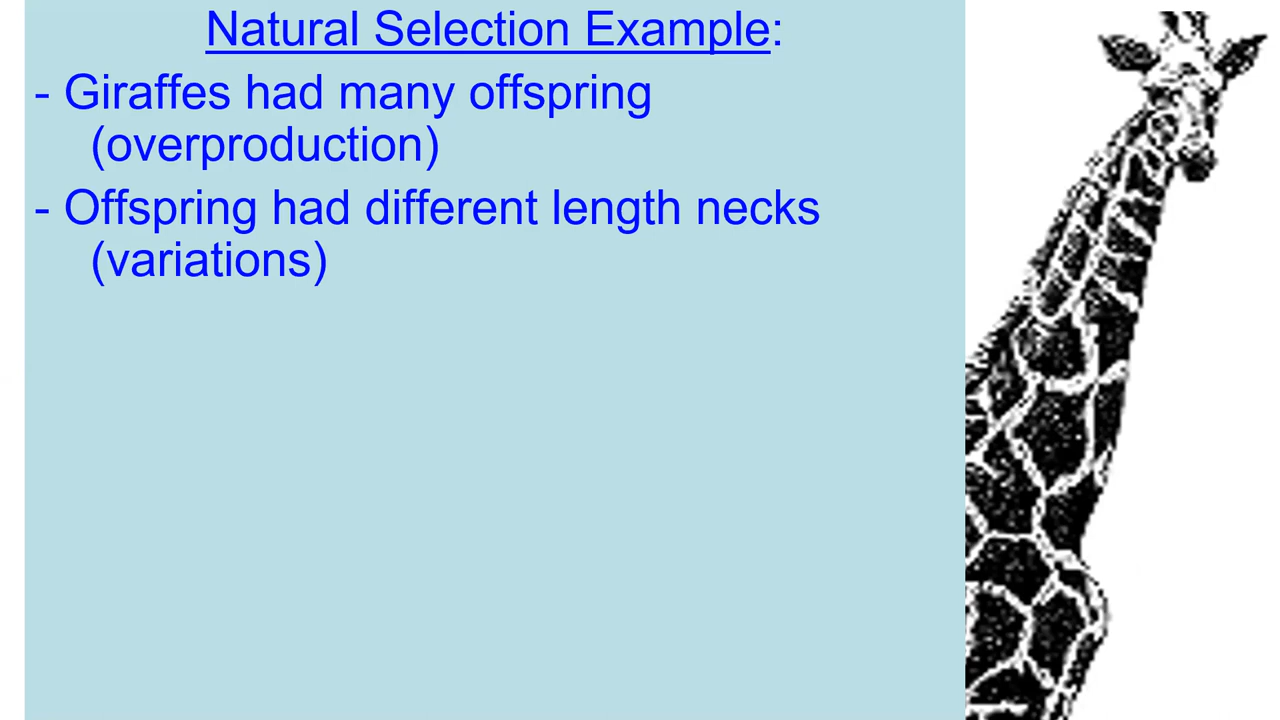 Natural Selection Example:
- Giraffes had many offspring
(overproduction)
- Offspring had different length necks
(variations)